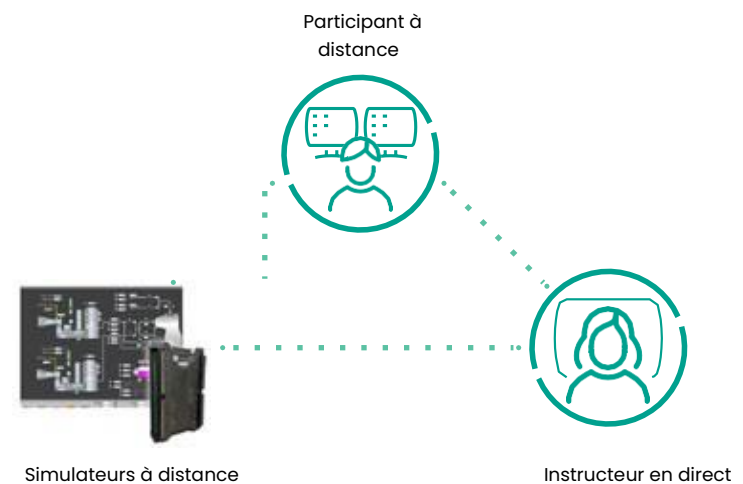 Participant à
distance
Simulateurs à distance
Instructeur en direct